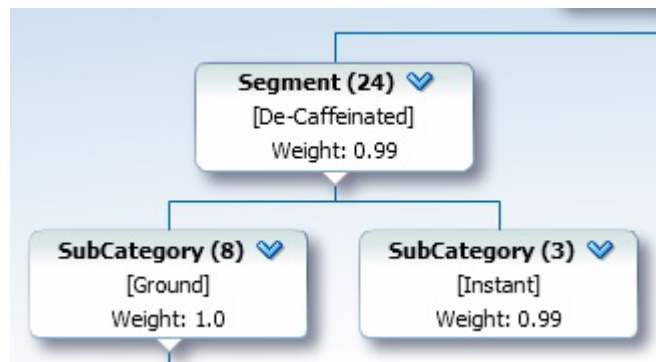 Segment (24)
[De-Caffeinated]
Weight: 0.99
SubCategory (8)
[Ground]
Weight: 1.0
SubCategory (3)
[Instant]
Weight: 0.99